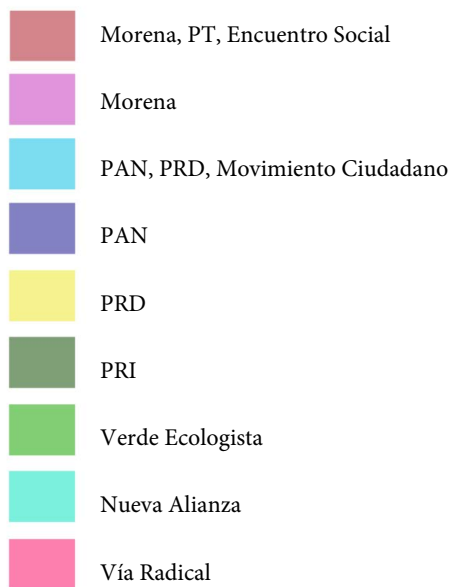 Morena, PT, Encuentro Social
Morena
PAN, PRD, Movimiento Ciudadano
PAN
PRD
PRI
Verde Ecologista
Nueva Alianza
Vía Radical